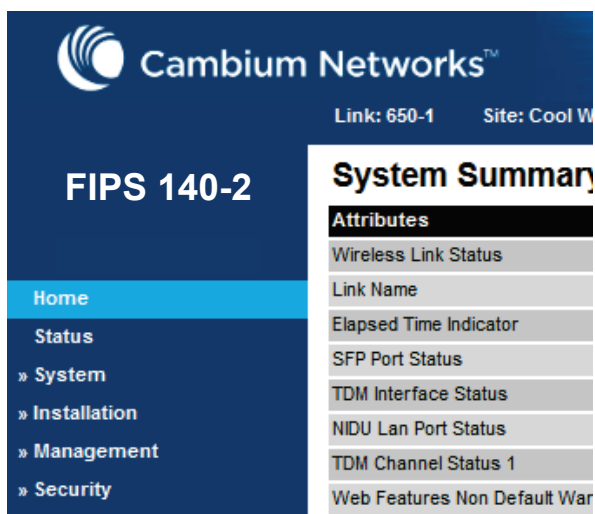 Cambium Networks™
Link: 650-1 Site: Cool
FIPS 140-2
System Summary
Attributes
Wireless Link Status
Link Name
Elapsed Time Indicator
SFP Port Status
TDM Interface Status
NIDU Lan Port Status
TDM Channel Status 1
Web Features Non Default
Home
Status
» System
» Installation
» Management
» Security